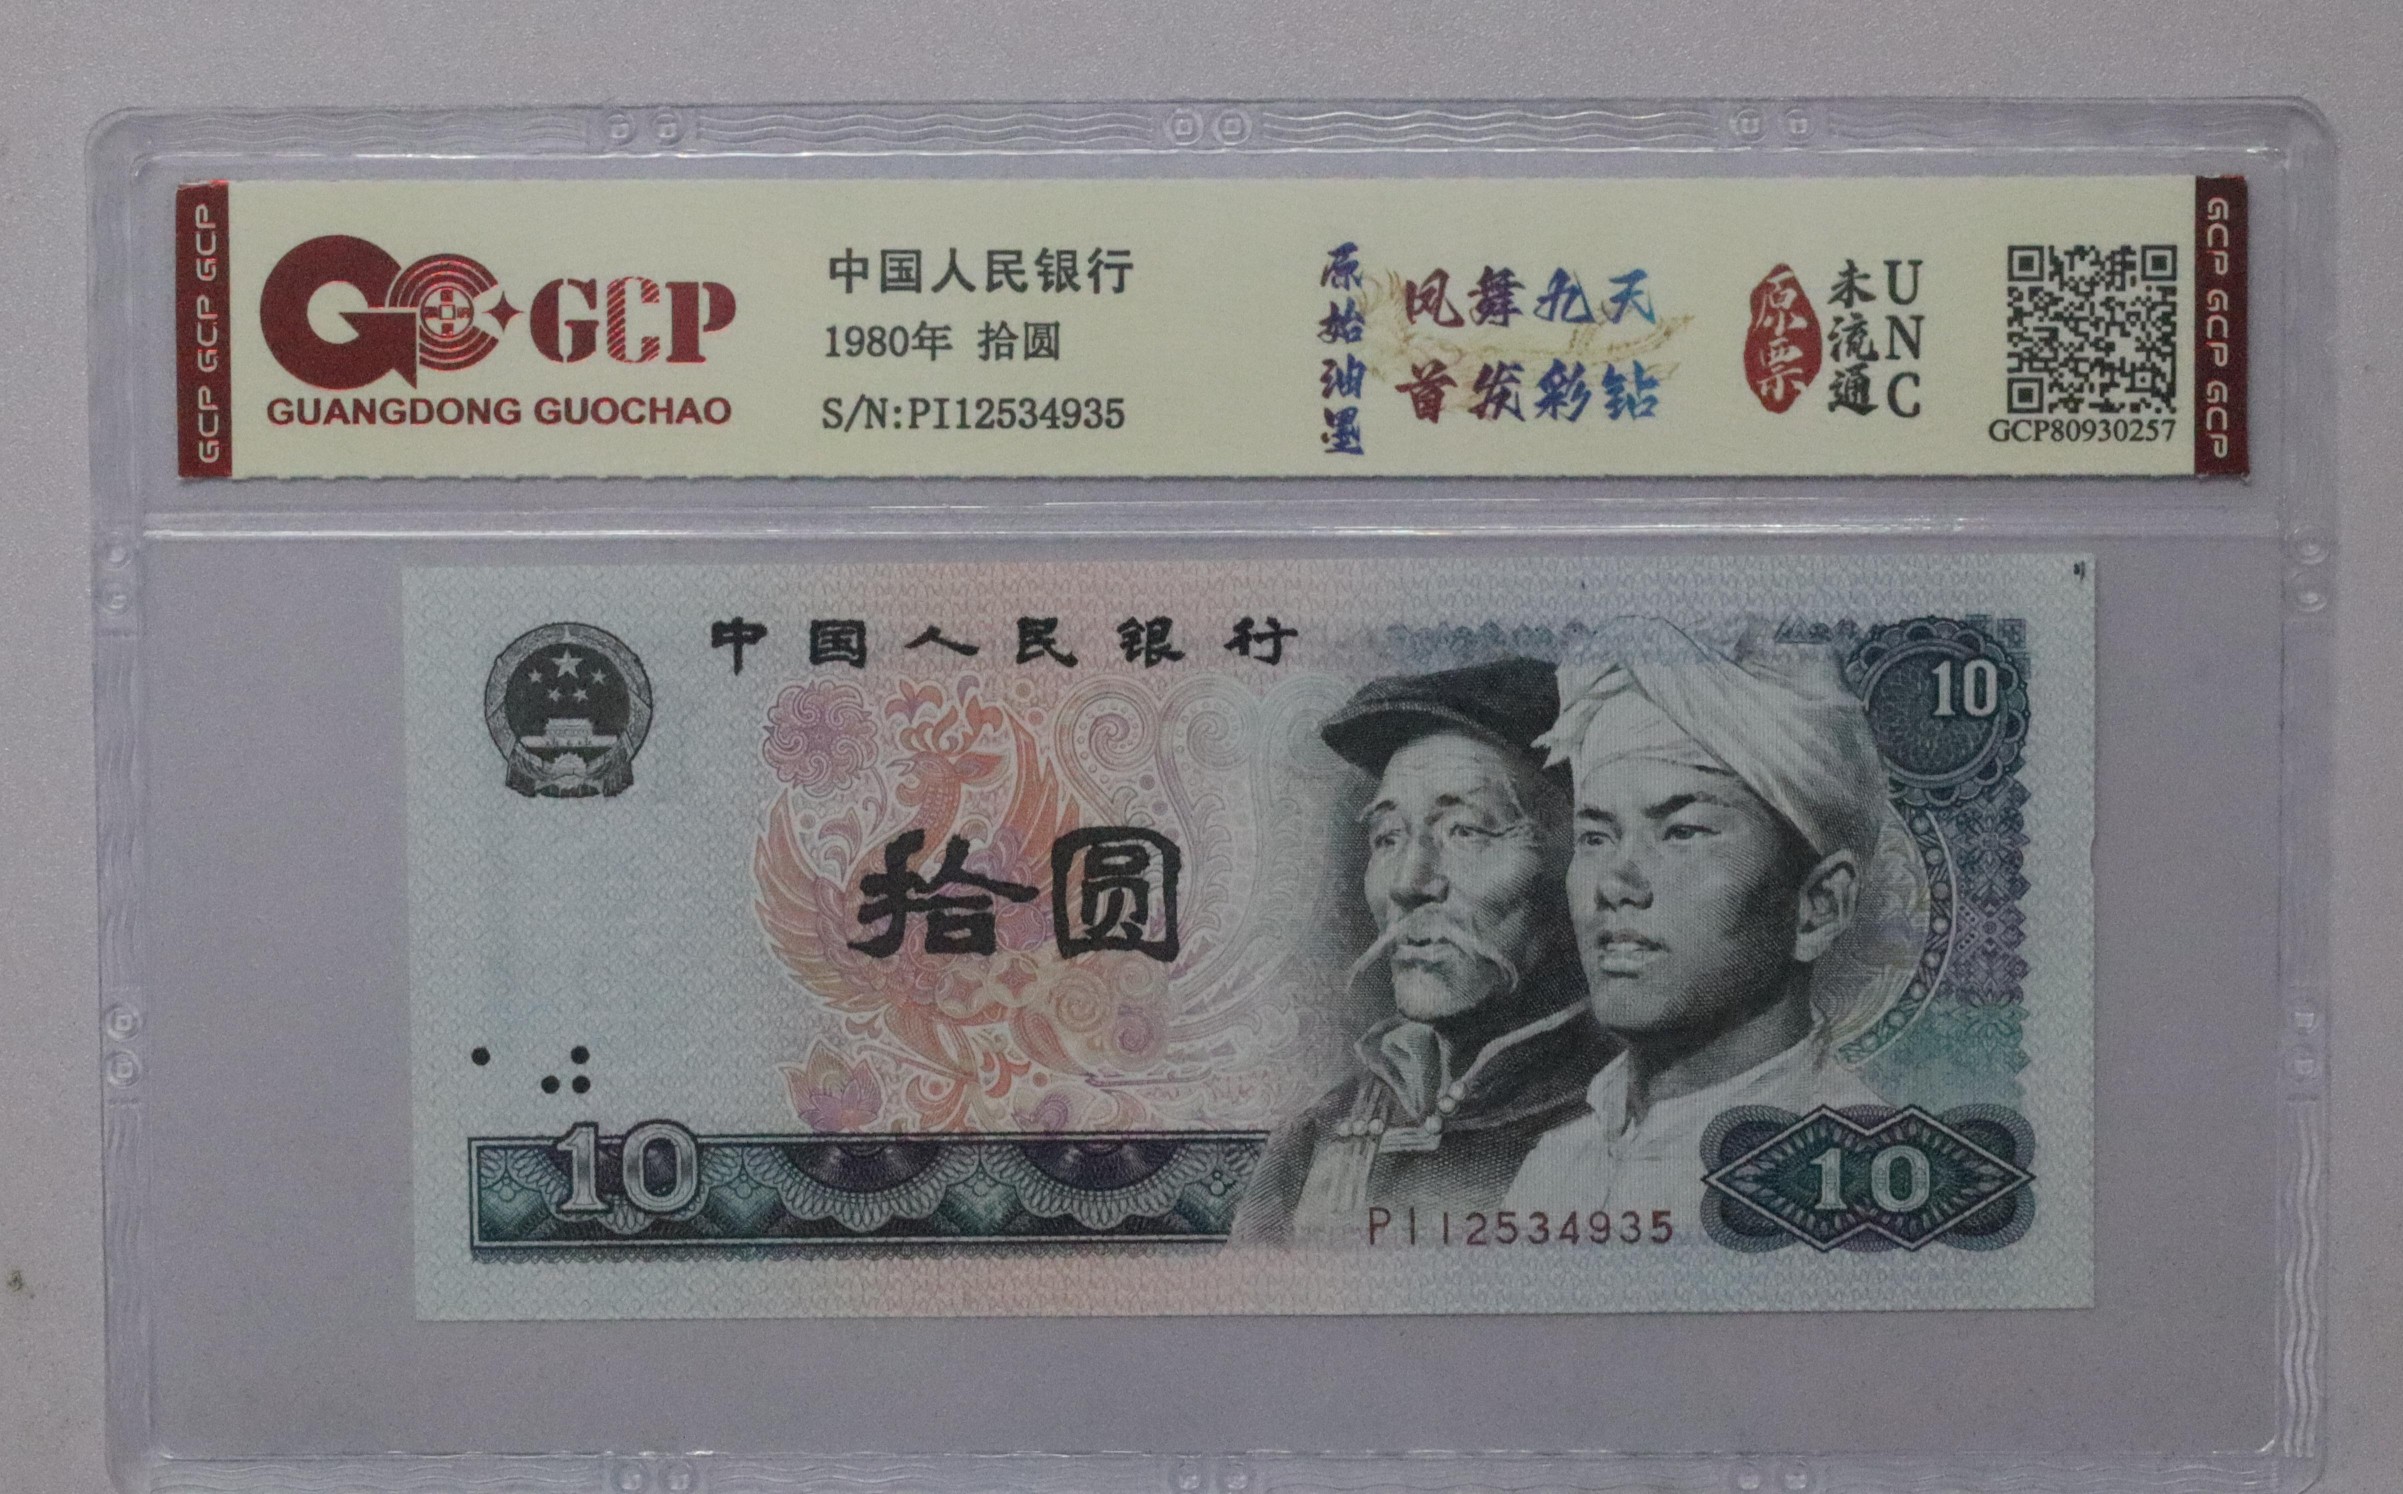 GCP GCP GCP
GCP
GUANGDONG GUOCHAO
中国人民银行
1980年 拾圆
S/N:PI12534935
原始油墨
凤舞九天
首发彩钻
原票
未流通
UNC
GCP80930257
GCP GCP GCP
中国人民银行
10
拾圆
10
PI12534935
10